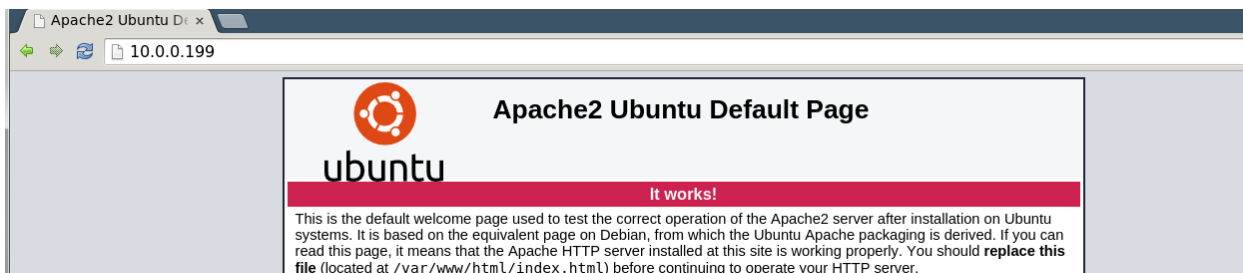 Apache2 Ubuntu De
10.0.0.199
ubuntu
Apache2 Ubuntu Default Page
It works!
This is the default welcome page used to test the correct operation of the Apache2 server after installation on Ubuntu
systems. It is based on the equivalent page on Debian, from which the Ubuntu Apache packaging is derived. If you can
read this page, it means that the Apache HTTP server installed at this site is working properly. You should replace this
file (located at /var/www/html/index.html) before continuing to operate your HTTP server.